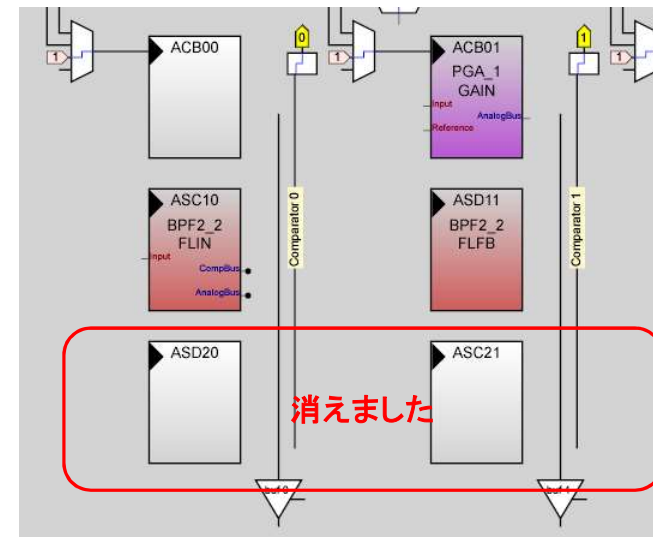 0
1
1
1
1
ACB00
ACB01
PGA_1
GAIN
Input
AnalogBus
Reference
ASC10
BPF2_2
FLIN
Input
CompBus
AnalogBus
Comparator 0
ASD11
BPF2_2
FLFB
Comparator 1
ASD20
ASC21
消えました